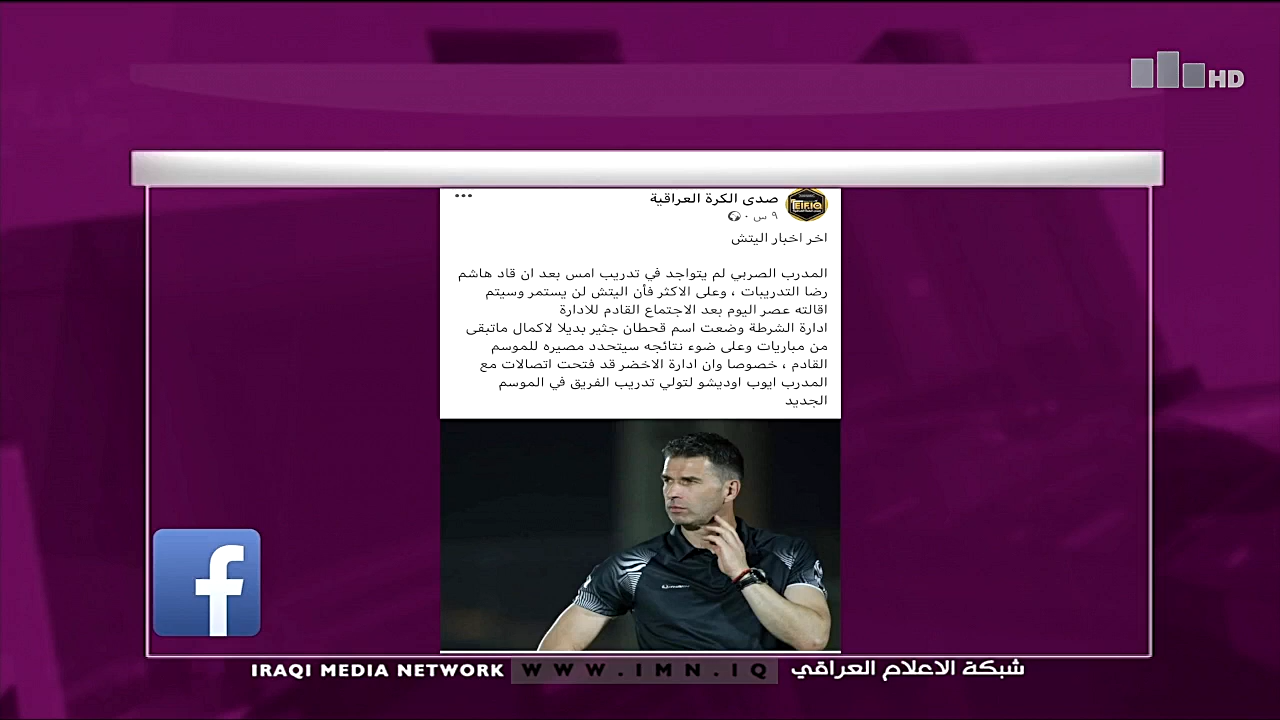 HD
صدى الكرة العراقية
٩ س ·
اخر اخبار اليتش
المدرب الصربي لم يتواجد في تدريب امس بعد ان قاد هاشم
رضا التدريبات ، وعلى الاكثر فأن اليتش لن يستمر وسيتم
اقالته عصر اليوم بعد الاجتماع القادم للادارة
ادارة الشرطة وضعت اسم قحطان جثير بديلا لاكمال ماتبقى
من مباريات وعلى ضوء نتائجه سيتحدد مصيره للموسم
القادم ، خصوصا وان ادارة الاخضر قد فتحت اتصالات مع
المدرب ايوب اوديشو لتولي تدريب الفريق في الموسم
الجديد
f
IRAQI MEDIA NETWORK WWW.IMN.IQ شبكة الاعلام العراقي